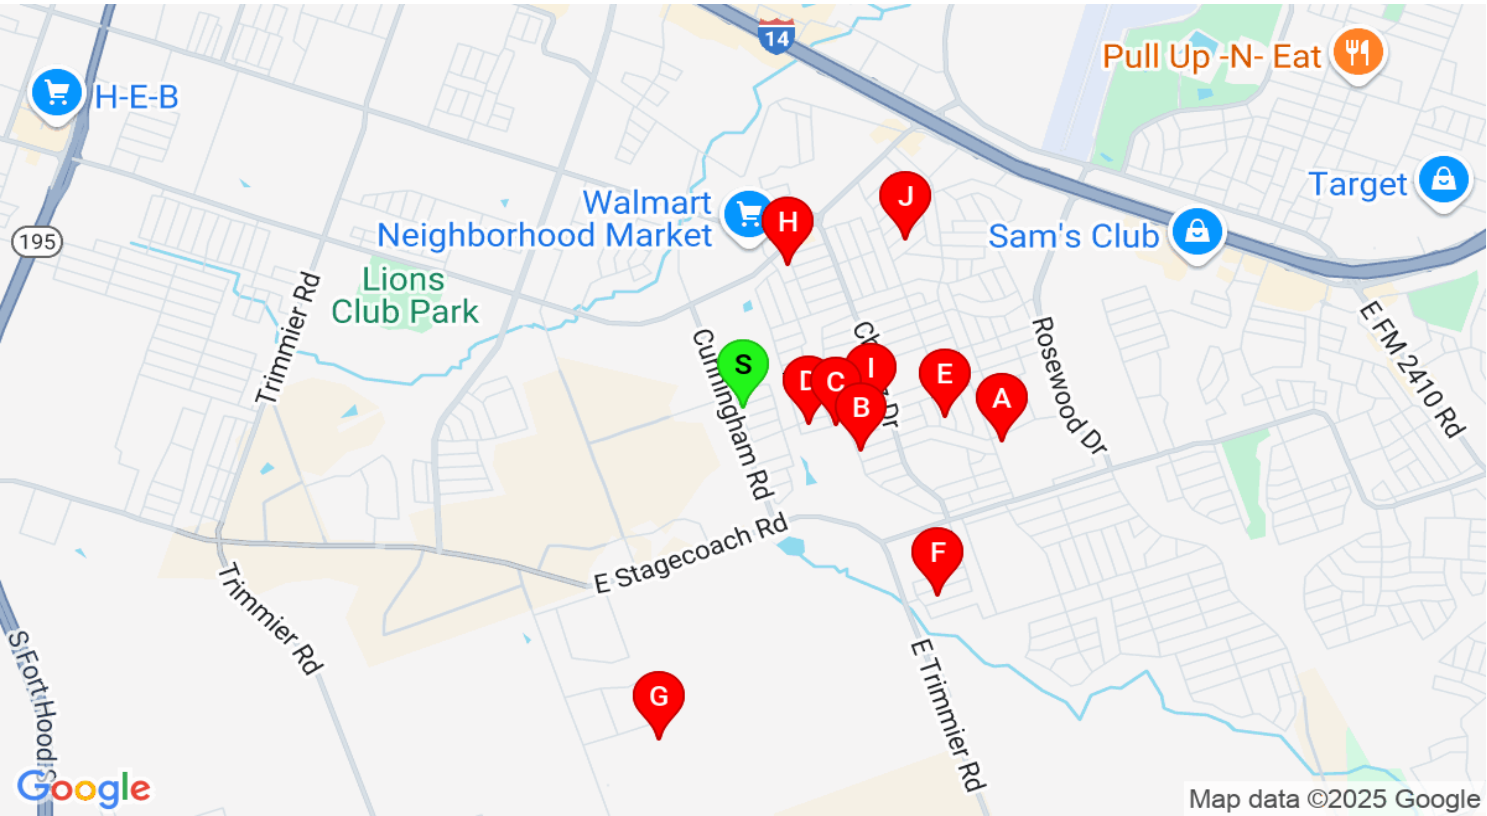 14
Pull Up -N- Eat
H-E-B
Target
J
Walmart
Neighborhood Market
H
195
Sam's Club
Lions
Club Park
Trimmier Rd
E FM 2410 Rd
Rosewood Dr
Cunningham Rd
S
D
C
I
B
E
A
E Stagecoach Rd
F
Trimmier Rd
E Trimmier Rd
G
Google
Map data ©2025 Google